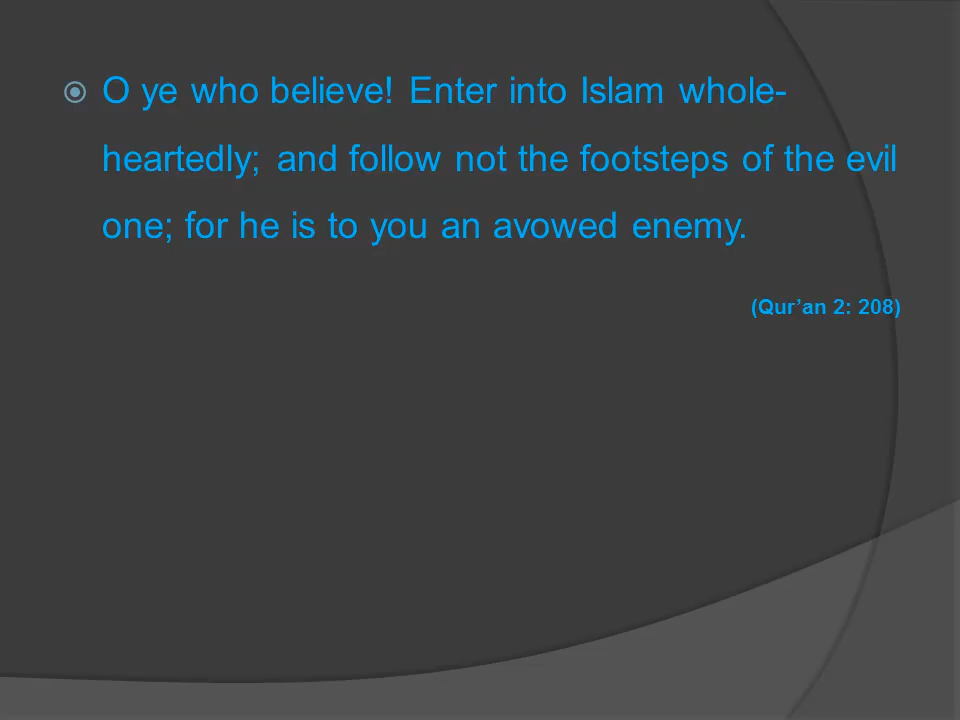 O ye who believe! Enter into Islam whole-
heartedly; and follow not the footsteps of the evil
one; for he is to you an avowed enemy.
(Qur’an 2: 208)